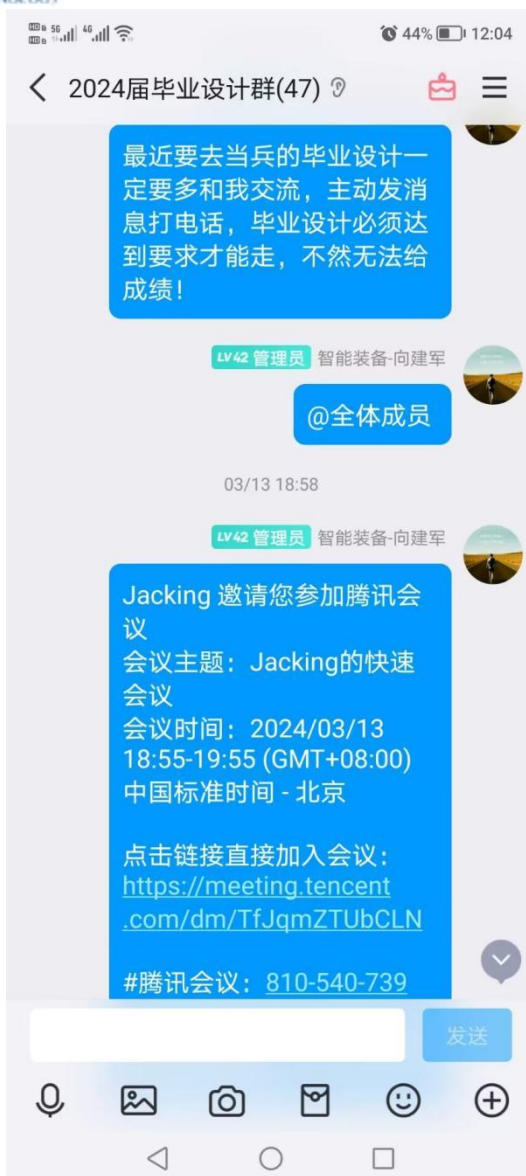 5G 4G 44% 12:04
2024届毕业设计群(47)
最近要去当兵的毕业设计一
定要多和我交流，主动发消
息打电话，毕业设计必须达
到要求才能走，不然无法给
成绩！
LV42 管理员 智能装备-向建军
@全体成员
03/13 18:58
LV42 管理员 智能装备-向建军
Jacking 邀请您参加腾讯会
议
会议主题：Jacking的快速
会议
会议时间：2024/03/13
18:55-19:55 (GMT+08:00)
中国标准时间 - 北京
点击链接直接加入会议：
https://meeting.tencent
.com/dm/TfJqmZTUbCLN
#腾讯会议：810-540-739
发送